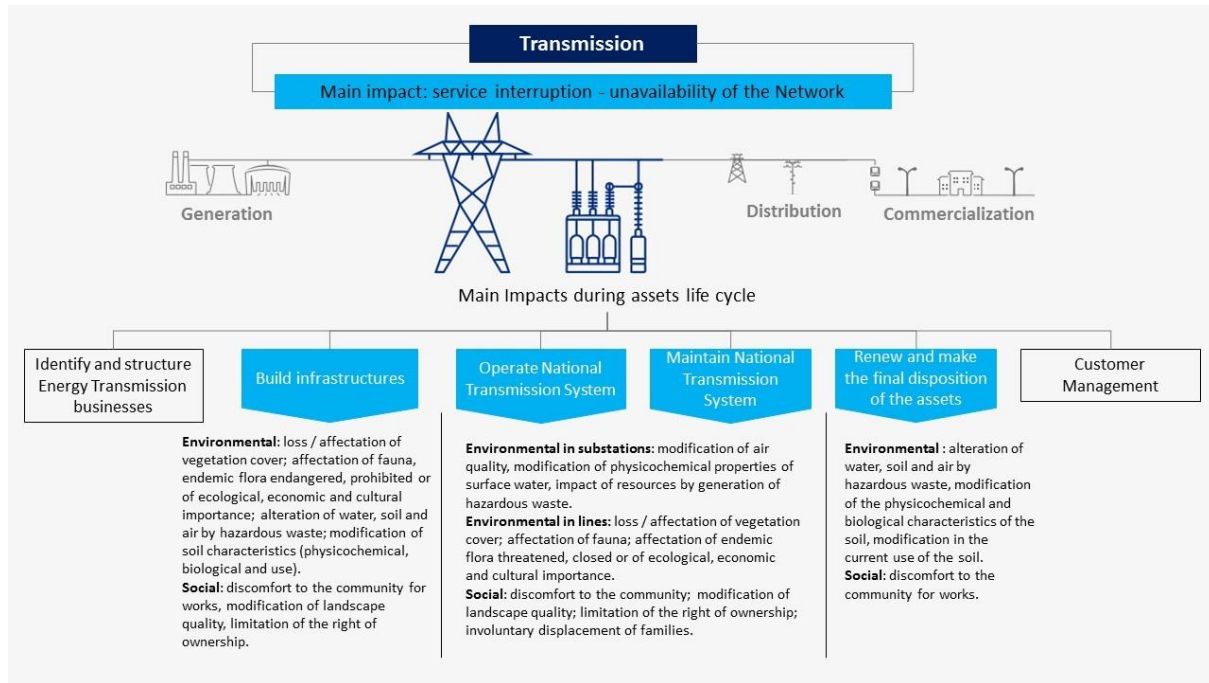 Transmission
Main impact: service interruption - unavailability of the Network
Generation
Distribution
Commercialization
Main Impacts during assets life cycle
Identify and structure
Energy Transmission
businesses
Build infrastructures
Operate National
Transmission System
Maintain National
Transmission
System
Renew and make
the final disposition
of the assets
Customer
Management
Environmental: loss / affectation of
vegetation cover; affectation of fauna,
endemic flora endangered, prohibited or
of ecological, economic and cultural
importance; alteration of water, soil and
air by hazardous waste; modification of
soil characteristics (physicochemical,
biological and use).
Social: discomfort to the community for
works, modification of landscape
quality, limitation of the right of
ownership.
Environmental in substations: modification of air
quality, modification of physicochemical properties of
surface water, impact of resources by generation of
hazardous waste.
Environmental in lines: loss / affectation of vegetation
cover; affectation of fauna; affectation of endemic
flora threatened, closed or of ecological, economic
and cultural importance.
Social: discomfort to the community; modification of
landscape quality; limitation of the right of ownership;
involuntary displacement of families.
Environmental : alteration of
water, soil and air by
hazardous waste, modification
of the physicochemical and
biological characteristics of the
soil, modification in the
current use of the soil.
Social: discomfort to the
community for works.